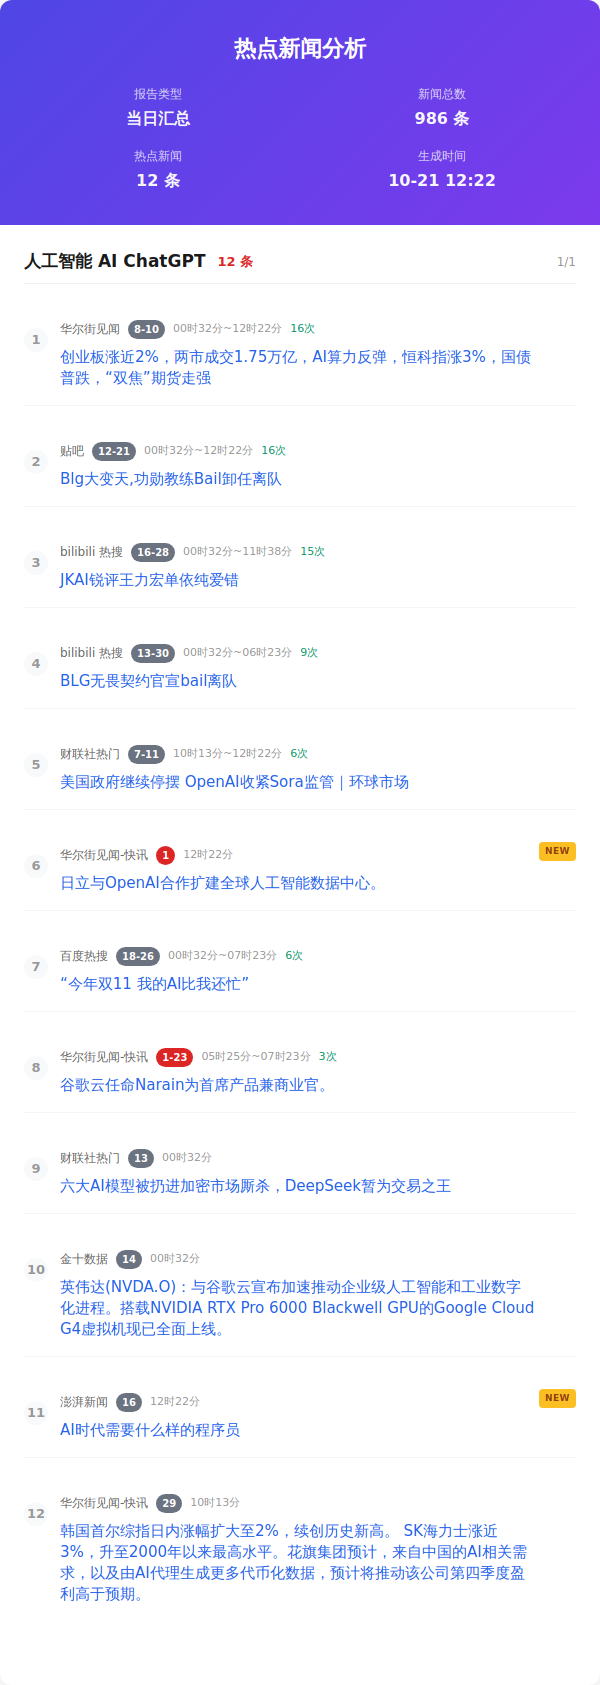 热点新闻分析
报告类型
新闻总数
当日汇总
986 条
热点新闻
生成时间
12 条
10-21 12:22
人工智能 AI ChatGPT 12 条 1/1
1
华尔街见闻 8-10 00时32分~12时22分 16次
创业板涨近2%，两市成交1.75万亿，AI算力反弹，恒科指涨3%，国债
普跌，“双焦”期货走强
2
贴吧 12-21 00时32分~12时22分 16次
Blg大变天,功勋教练Bail卸任离队
3
bilibili 热搜 16-28 00时32分~11时38分 15次
JKAI锐评王力宏单依纯爱错
4
bilibili 热搜 13-30 00时32分~06时23分 9次
BLG无畏契约官宣bail离队
5
财联社热门 7-11 10时13分~12时22分 6次
美国政府继续停摆 OpenAI收紧Sora监管｜环球市场
6
华尔街见闻-快讯 1 12时22分 NEW
日立与OpenAI合作扩建全球人工智能数据中心。
7
百度热搜 18-26 00时32分~07时23分 6次
“今年双11 我的AI比我还忙”
8
华尔街见闻-快讯 1-23 05时25分~07时23分 3次
谷歌云任命Narain为首席产品兼商业官。
9
财联社热门 13 00时32分
六大AI模型被扔进加密市场厮杀，DeepSeek暂为交易之王
10
金十数据 14 00时32分
英伟达(NVDA.O)：与谷歌云宣布加速推动企业级人工智能和工业数字
化进程。搭载NVIDIA RTX Pro 6000 Blackwell GPU的Google Cloud
G4虚拟机现已全面上线。
11
澎湃新闻 16 12时22分 NEW
AI时代需要什么样的程序员
12
华尔街见闻-快讯 29 10时13分
韩国首尔综指日内涨幅扩大至2%，续创历史新高。 SK海力士涨近
3%，升至2000年以来最高水平。花旗集团预计，来自中国的AI相关需
求，以及由AI代理生成更多代币化数据，预计将推动该公司第四季度盈
利高于预期。